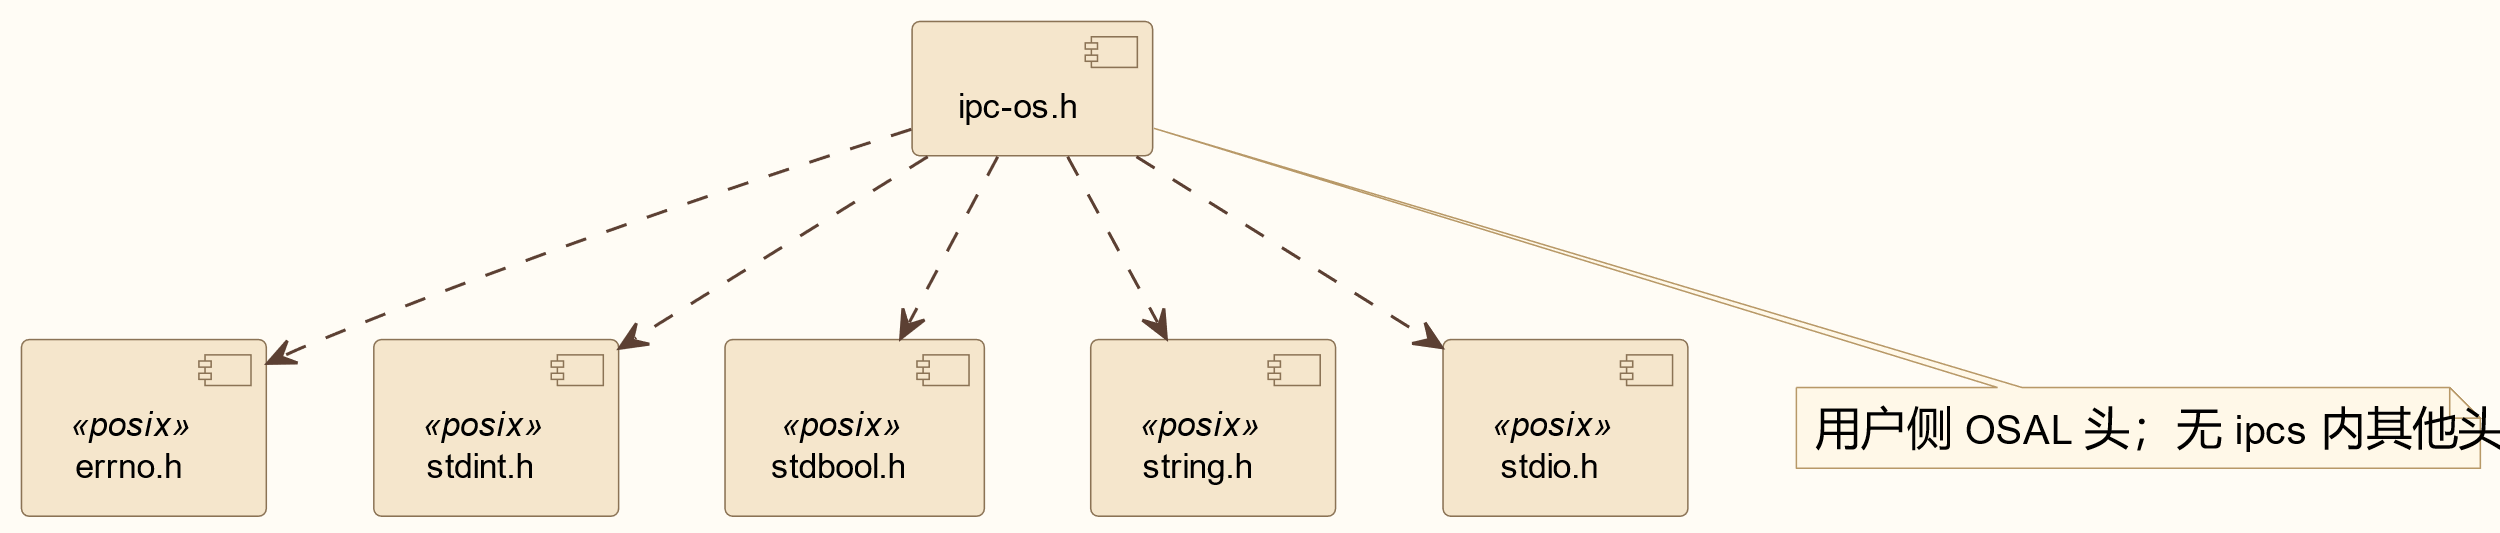 ipc-os.h
«posix»
errno.h
«posix»
stdint.h
«posix»
stdbool.h
«posix»
string.h
«posix»
stdio.h
用户侧 OSAL 头；无 ipcs 内其他头